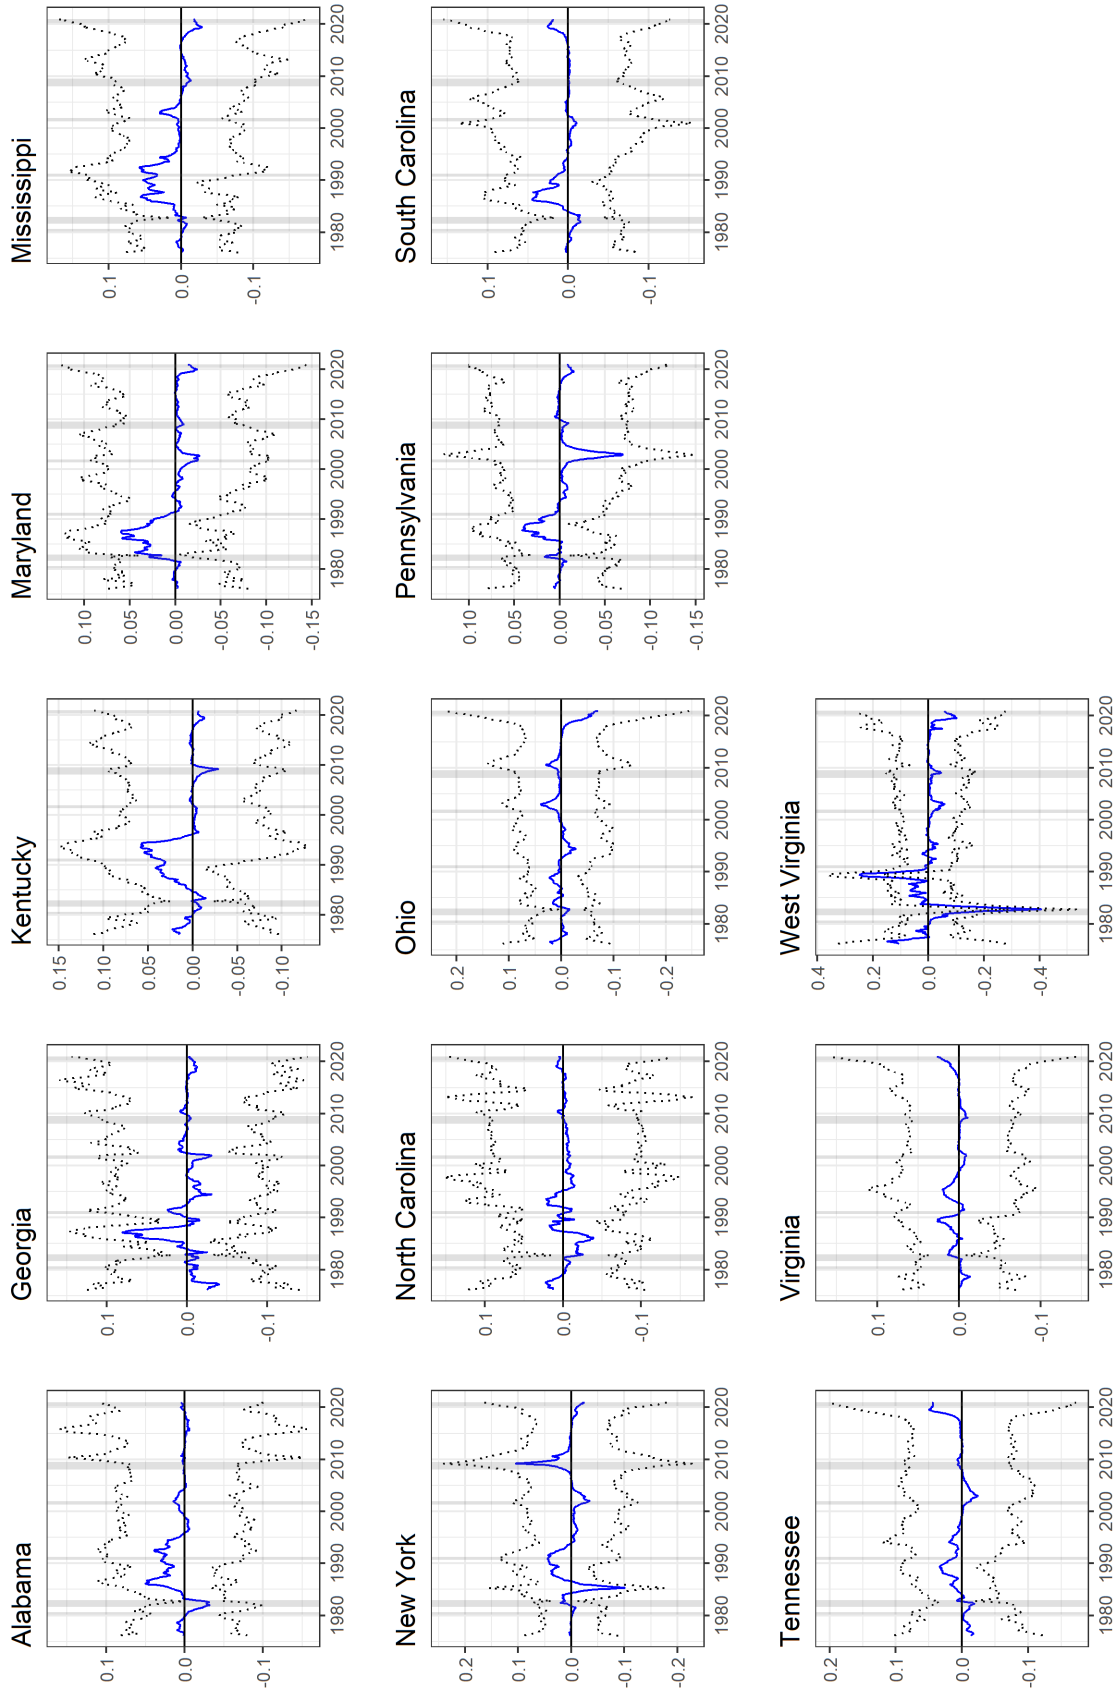 Alabama
0.1
0.0
-0.1
1980 1990 2000 2010 2020
Georgia
0.1
0.0
-0.1
1980 1990 2000 2010 2020
Kentucky
0.15
0.10
0.05
0.00
-0.05
-0.10
1980 1990 2000 2010 2020
Maryland
0.10
0.05
0.00
-0.05
-0.10
-0.15
1980 1990 2000 2010 2020
Mississippi
0.1
0.0
-0.1
1980 1990 2000 2010 2020
New York
0.2
0.1
0.0
-0.1
-0.2
1980 1990 2000 2010 2020
North Carolina
0.1
0.0
-0.1
1980 1990 2000 2010 2020
Ohio
0.2
0.1
0.0
-0.1
-0.2
1980 1990 2000 2010 2020
Pennsylvania
0.10
0.05
0.00
-0.05
-0.10
-0.15
1980 1990 2000 2010 2020
South Carolina
0.1
0.0
-0.1
1980 1990 2000 2010 2020
Tennessee
0.2
0.1
0.0
-0.1
1980 1990 2000 2010 2020
Virginia
0.1
0.0
-0.1
1980 1990 2000 2010 2020
West Virginia
0.4
0.2
0.0
-0.2
-0.4
1980 1990 2000 2010 2020